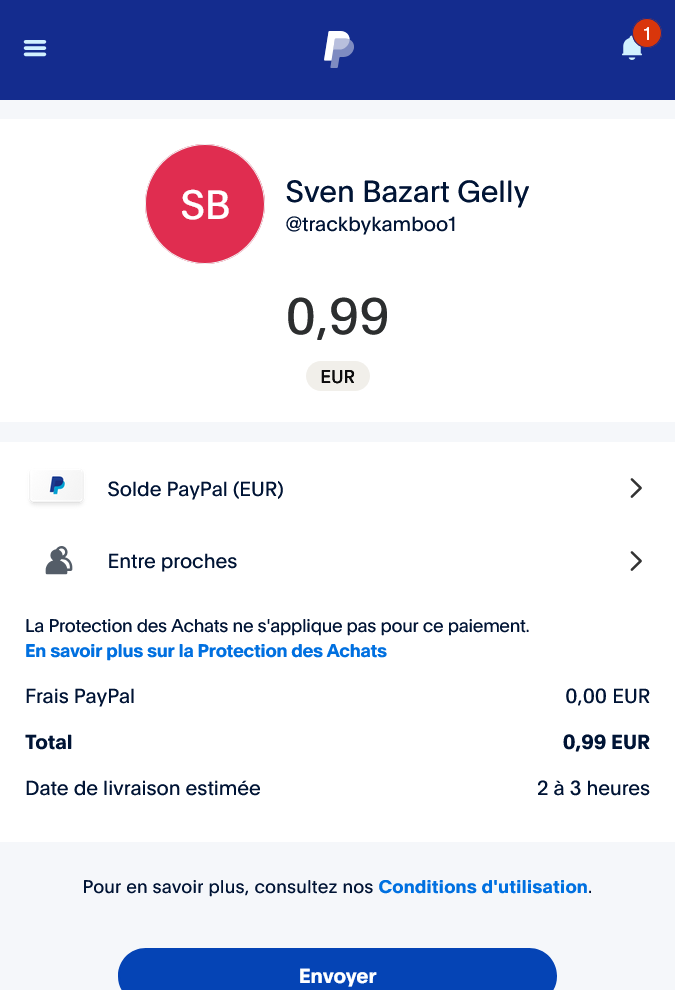 1
SB
Sven Bazart Gelly
@trackbykamboo1
0,99
EUR
Solde PayPal (EUR)
Entre proches
La Protection des Achats ne s'applique pas pour ce paiement.
En savoir plus sur la Protection des Achats
Frais PayPal 0,00 EUR
Total 0,99 EUR
Date de livraison estimée 2 à 3 heures
Pour en savoir plus, consultez nos Conditions d'utilisation.
Envoyer